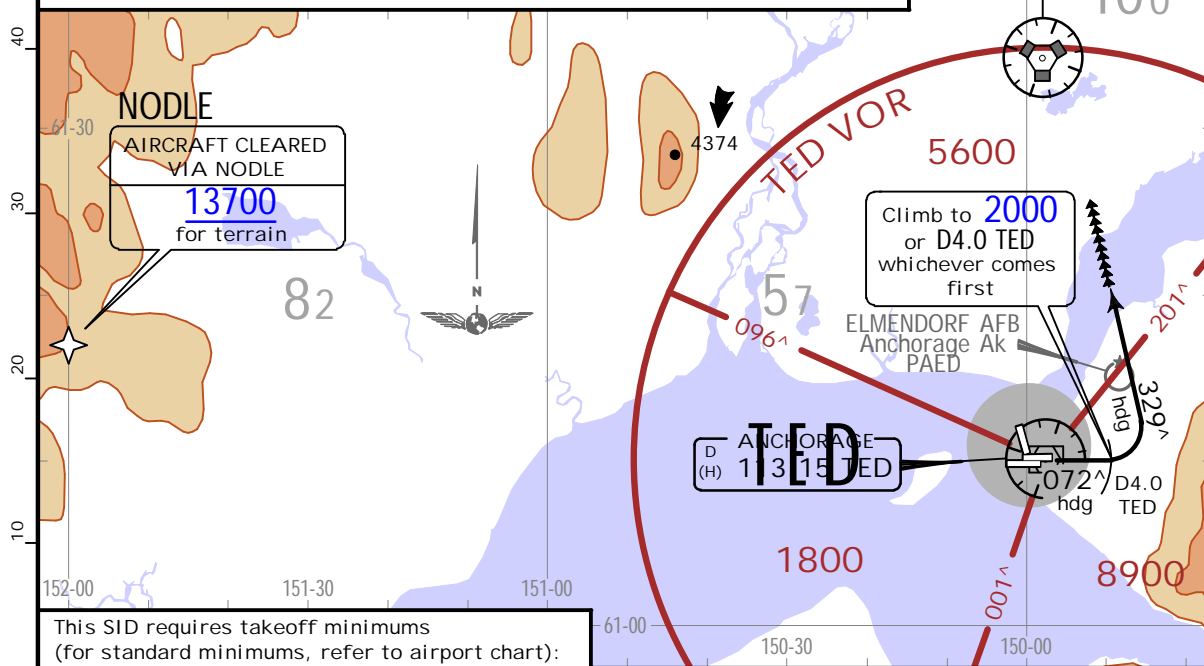 100
40
NODLE
61-30
AIRCRAFT CLEARED
VIA NODLE
13700
for terrain
4374
TED VOR
5600
30
Climb to 2000
or D4.0 TED
whichever comes
first
82
N
57
096^
201^
ELMENDORF AFB
Anchorage Ak
PAED
20
329^
hdg
TED
ANCHORAGE
D
(H)
113.15 TED
072^
hdg
D4.0
TED
10
1800
8900
001^
152-00
151-30
151-00
61-00
150-30
150-00
This SID requires takeoff minimums
(for standard minimums, refer to airport chart):